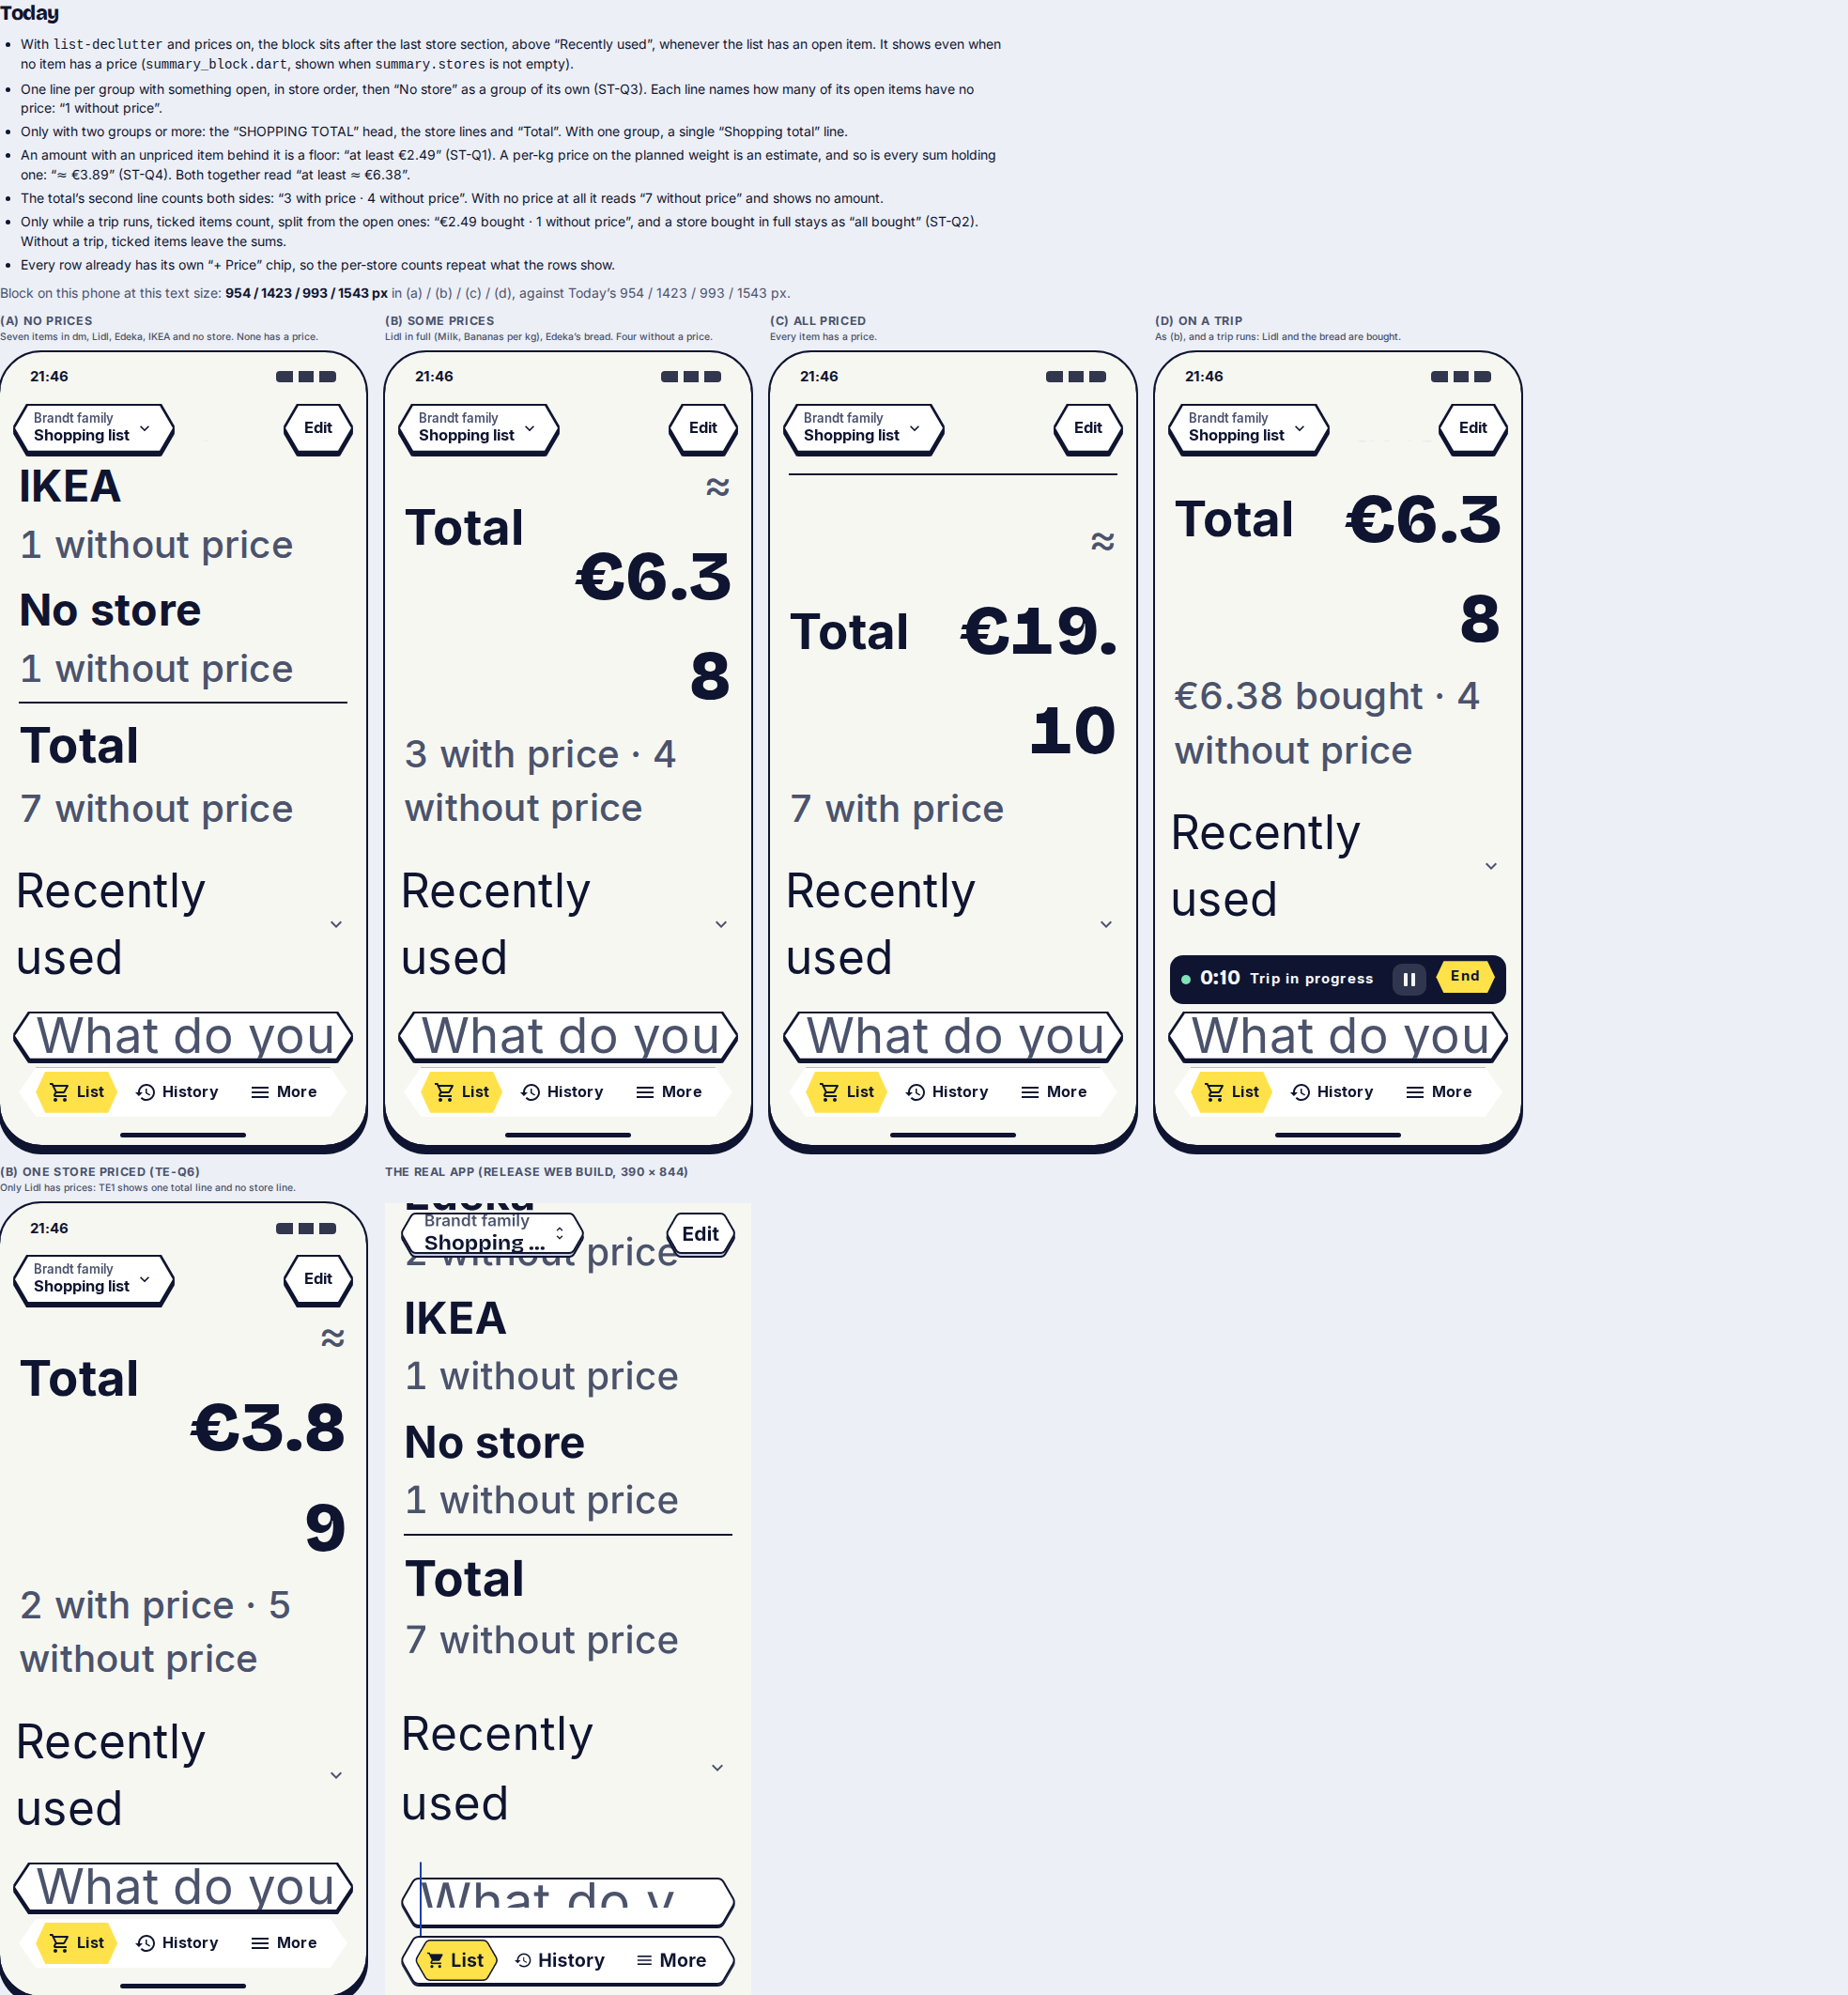 Today
With list-declutter and prices on, the block sits after the last store section, above “Recently used”, whenever the list has an open item. It shows even when
no item has a price (summary_block.dart, shown when summary.stores is not empty).
One line per group with something open, in store order, then “No store” as a group of its own (ST-Q3). Each line names how many of its open items have no
price: “1 without price”.
Only with two groups or more: the “SHOPPING TOTAL” head, the store lines and “Total”. With one group, a single “Shopping total” line.
An amount with an unpriced item behind it is a floor: “at least €2.49” (ST-Q1). A per-kg price on the planned weight is an estimate, and so is every sum holding
one: “≈ €3.89” (ST-Q4). Both together read “at least ≈ €6.38”.
The total’s second line counts both sides: “3 with price · 4 without price”. With no price at all it reads “7 without price” and shows no amount.
Only while a trip runs, ticked items count, split from the open ones: “€2.49 bought · 1 without price”, and a store bought in full stays as “all bought” (ST-Q2).
Without a trip, ticked items leave the sums.
Every row already has its own “+ Price” chip, so the per-store counts repeat what the rows show.
Block on this phone at this text size: 954 / 1423 / 993 / 1543 px in (a) / (b) / (c) / (d), against Today’s 954 / 1423 / 993 / 1543 px.
(A) NO PRICES
Seven items in dm, Lidl, Edeka, IKEA and no store. None has a price.
21:46
Brandt family
Shopping list
Edit
IKEA
1 without price
No store
1 without price
Total
7 without price
Recently
used
What do you
List
History
More
(B) SOME PRICES
Lidl in full (Milk, Bananas per kg), Edeka’s bread. Four without a price.
21:46
Brandt family
Shopping list
Edit
≈
Total
€6.3
8
3 with price · 4
without price
Recently
used
What do you
List
History
More
(C) ALL PRICED
Every item has a price.
21:46
Brandt family
Shopping list
Edit
≈
Total
€19.
10
7 with price
Recently
used
What do you
List
History
More
(D) ON A TRIP
As (b), and a trip runs: Lidl and the bread are bought.
21:46
Brandt family
Shopping list
Edit
Total
€6.3
8
€6.38 bought · 4
without price
Recently
used
0:10 Trip in progress
End
What do you
List
History
More
(B) ONE STORE PRICED (TE-Q6)
Only Lidl has prices: TE1 shows one total line and no store line.
21:46
Brandt family
Shopping list
Edit
≈
Total
€3.8
9
2 with price · 5
without price
Recently
used
What do you
List
History
More
THE REAL APP (RELEASE WEB BUILD, 390 × 844)
Edeka
Brandt family
Shopping ...
Edit
2 without price
IKEA
1 without price
No store
1 without price
Total
7 without price
Recently
used
What do y
List
History
More